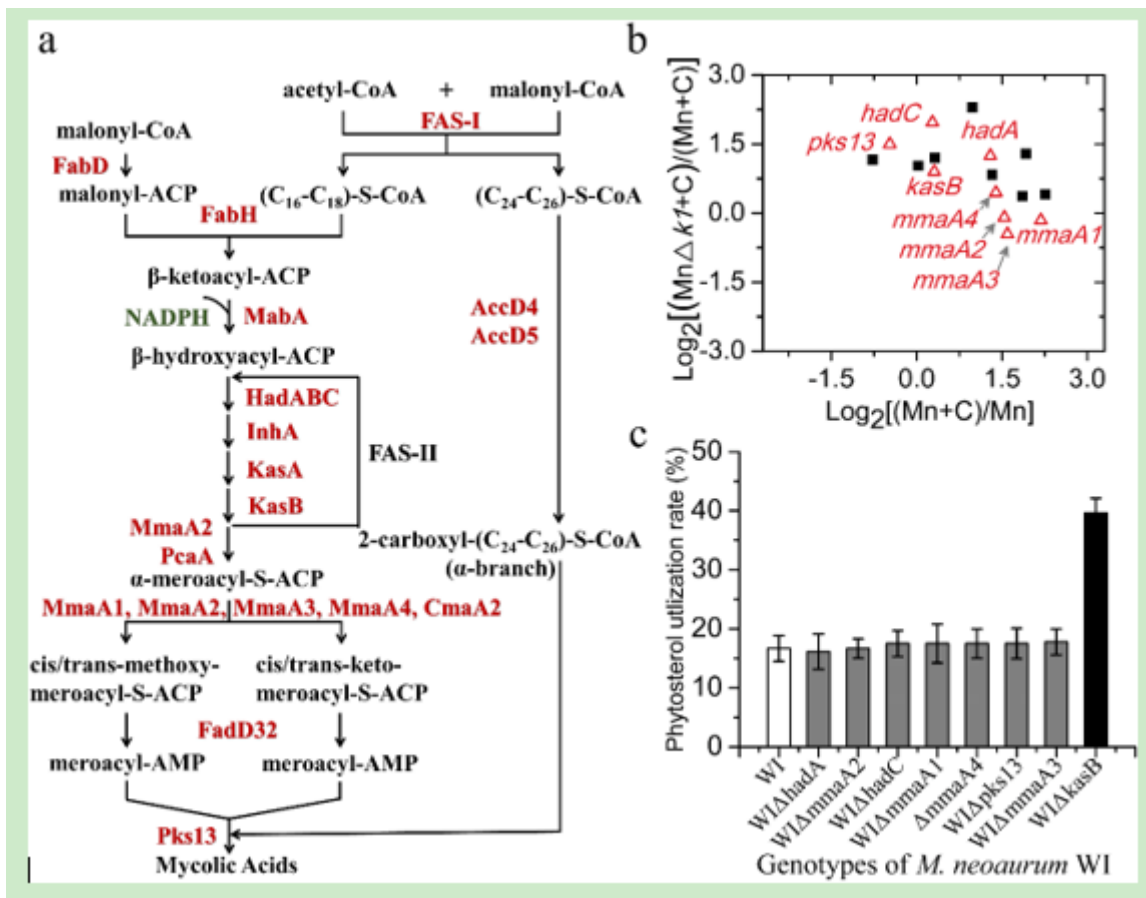 a
acetyl-CoA + malonyl-CoA
FAS-I
malonyl-CoA
FabD
malonyl-ACP
(C16-C18)-S-CoA
(C24-C26)-S-CoA
FabH
β-ketoacyl-ACP
NADPH
MabA
AccD4
AccD5
β-hydroxyacyl-ACP
HadABC
InhA
FAS-II
KasA
KasB
MmaA2
PcaA
2-carboxyl-(C24-C26)-S-CoA
(α-branch)
α-meroacyl-S-ACP
MmaA1, MmaA2, MmaA3, MmaA4, CmaA2
cis/trans-methoxy-
meroacyl-S-ACP
cis/trans-keto-
meroacyl-S-ACP
FadD32
meroacyl-AMP
meroacyl-AMP
Pks13
Mycolic Acids
b
Log2[(MnΔk1+C)/(Mn+C)]
3.0
1.5
0.0
-1.5
-3.0
hadC
hadA
pks13
kasB
mmaA4
mmaA2
mmaA1
mmaA3
-1.5 0.0 1.5 3.0
Log2[(Mn+C)/Mn]
c
Phytosterol utlization rate (%)
50
40
30
20
10
0
WI
WIΔhadA
WIΔmmaA2
WIΔhadC
WIΔmmaA1
ΔmmaA4
WIΔpks13
WIΔmmaA3
WIΔkasB
Genotypes of M. neoaurum WI